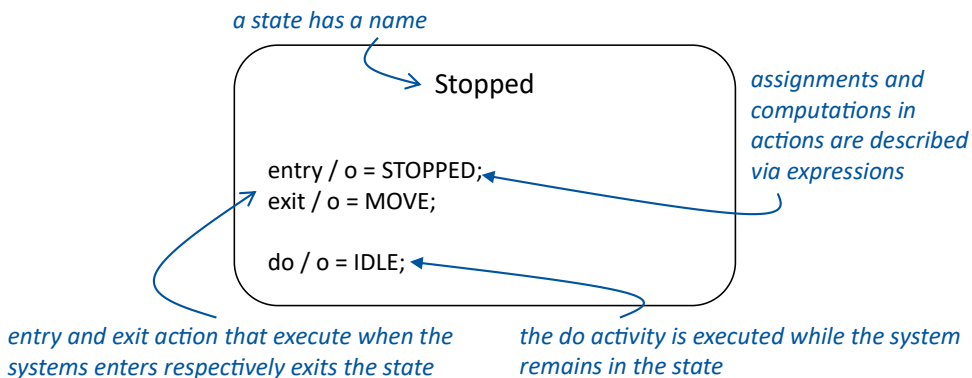 a state has a name
Stopped
assignments and
computations in
actions are described
via expressions
entry / o = STOPPED;
exit / o = MOVE;
do / o = IDLE;
entry and exit action that execute when the
systems enters respectively exits the state
the do activity is executed while the system
remains in the state